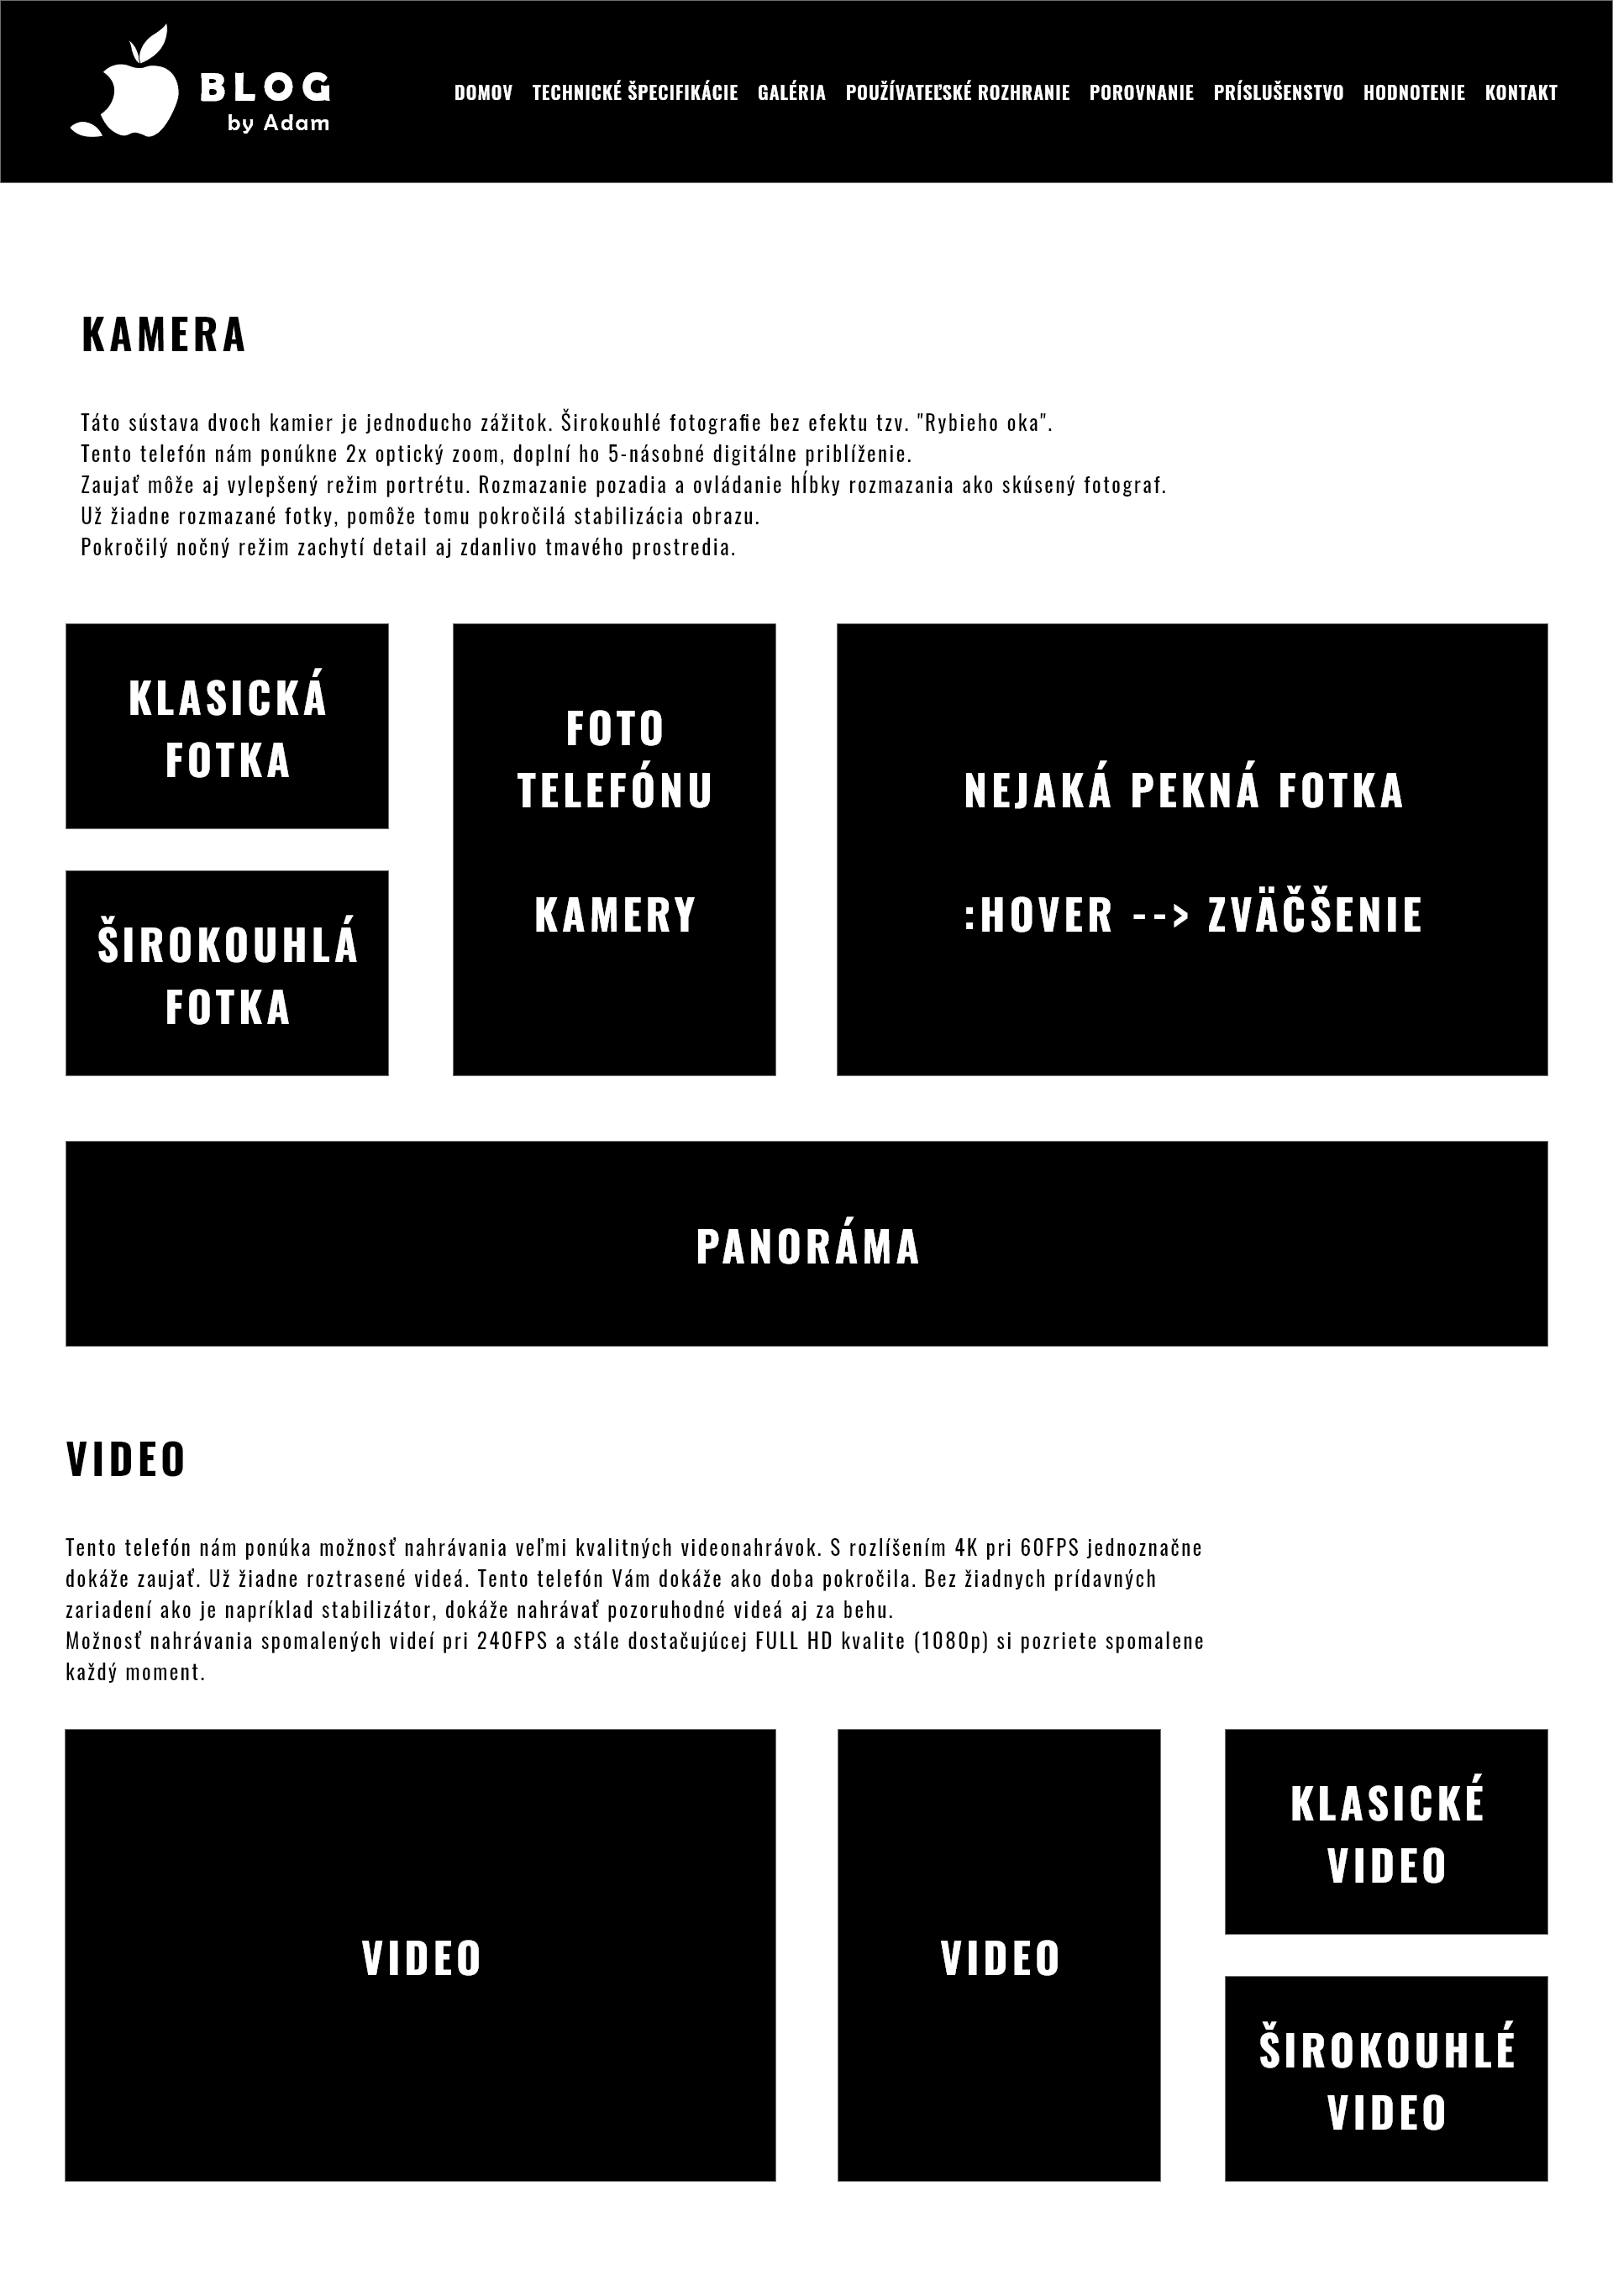 BLOG
by Adam
DOMOV TECHNICKÉ ŠPECIFIKÁCIE GALÉRIA POUŽÍVATEĽSKÉ ROZHRANIE POROVNANIE PRÍSLUŠENSTVO HODNOTENIE KONTAKT
KAMERA
Táto sústava dvoch kamier je jednoducho zážitok. Širokouhlé fotografie bez efektu tzv. "Rybieho oka".
Tento telefón nám ponúkne 2x optický zoom, doplní ho 5-násobné digitálne priblíženie.
Zaujať môže aj vylepšený režim portrétu. Rozmazanie pozadia a ovládanie hĺbky rozmazania ako skúsený fotograf.
Už žiadne rozmazané fotky, pomôže tomu pokročilá stabilizácia obrazu.
Pokročilý nočný režim zachytí detail aj zdanlivo tmavého prostredia.
KLASICKÁ
FOTKA
ŠIROKOUHLÁ
FOTKA
FOTO
TELEFÓNU
KAMERY
NEJAKÁ PEKNÁ FOTKA
:HOVER --> ZVÄČŠENIE
PANORÁMA
VIDEO
Tento telefón nám ponúka možnosť nahrávania veľmi kvalitných videonahrávok. S rozlíšením 4K pri 60FPS jednoznačne
dokáže zaujať. Už žiadne roztrasené videá. Tento telefón Vám dokáže ako doba pokročila. Bez žiadnych prídavných
zariadení ako je napríklad stabilizátor, dokáže nahrávať pozoruhodné videá aj za behu.
Možnosť nahrávania spomalených videí pri 240FPS a stále dostačujúcej FULL HD kvalite (1080p) si pozriete spomalene
každý moment.
VIDEO
VIDEO
KLASICKÉ
VIDEO
ŠIROKOUHLÉ
VIDEO